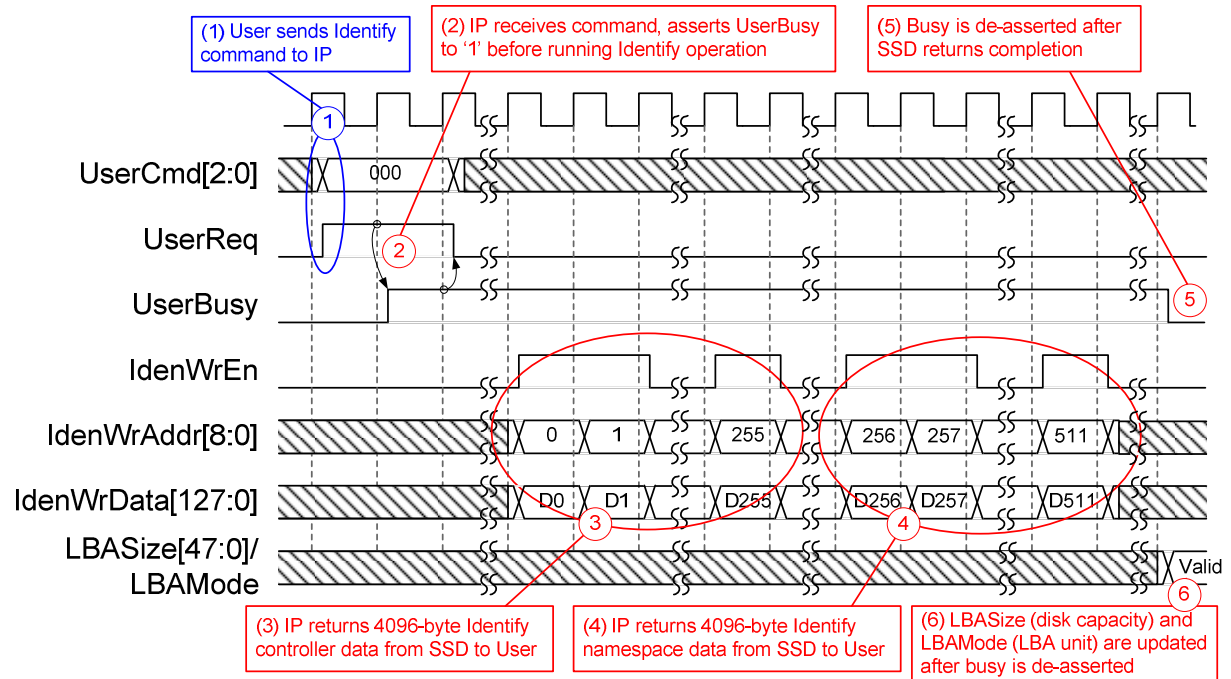 (1) User sends Identify
command to IP
(2) IP receives command, asserts UserBusy
to ‘1’ before running Identify operation
(5) Busy is de-asserted after
SSD returns completion
1
UserCmd[2:0]
000
UserReq
2
UserBusy
5
IdenWrEn
IdenWrAddr[8:0]
0 1 255 256 257 511
IdenWrData[127:0]
D0 D1 D255 D256 D257 D511
3 4
LBASize[47:0]/
LBAMode
Valid
6
(3) IP returns 4096-byte Identify
controller data from SSD to User
(4) IP returns 4096-byte Identify
namespace data from SSD to User
(6) LBASize (disk capacity) and
LBAMode (LBA unit) are updated
after busy is de-asserted